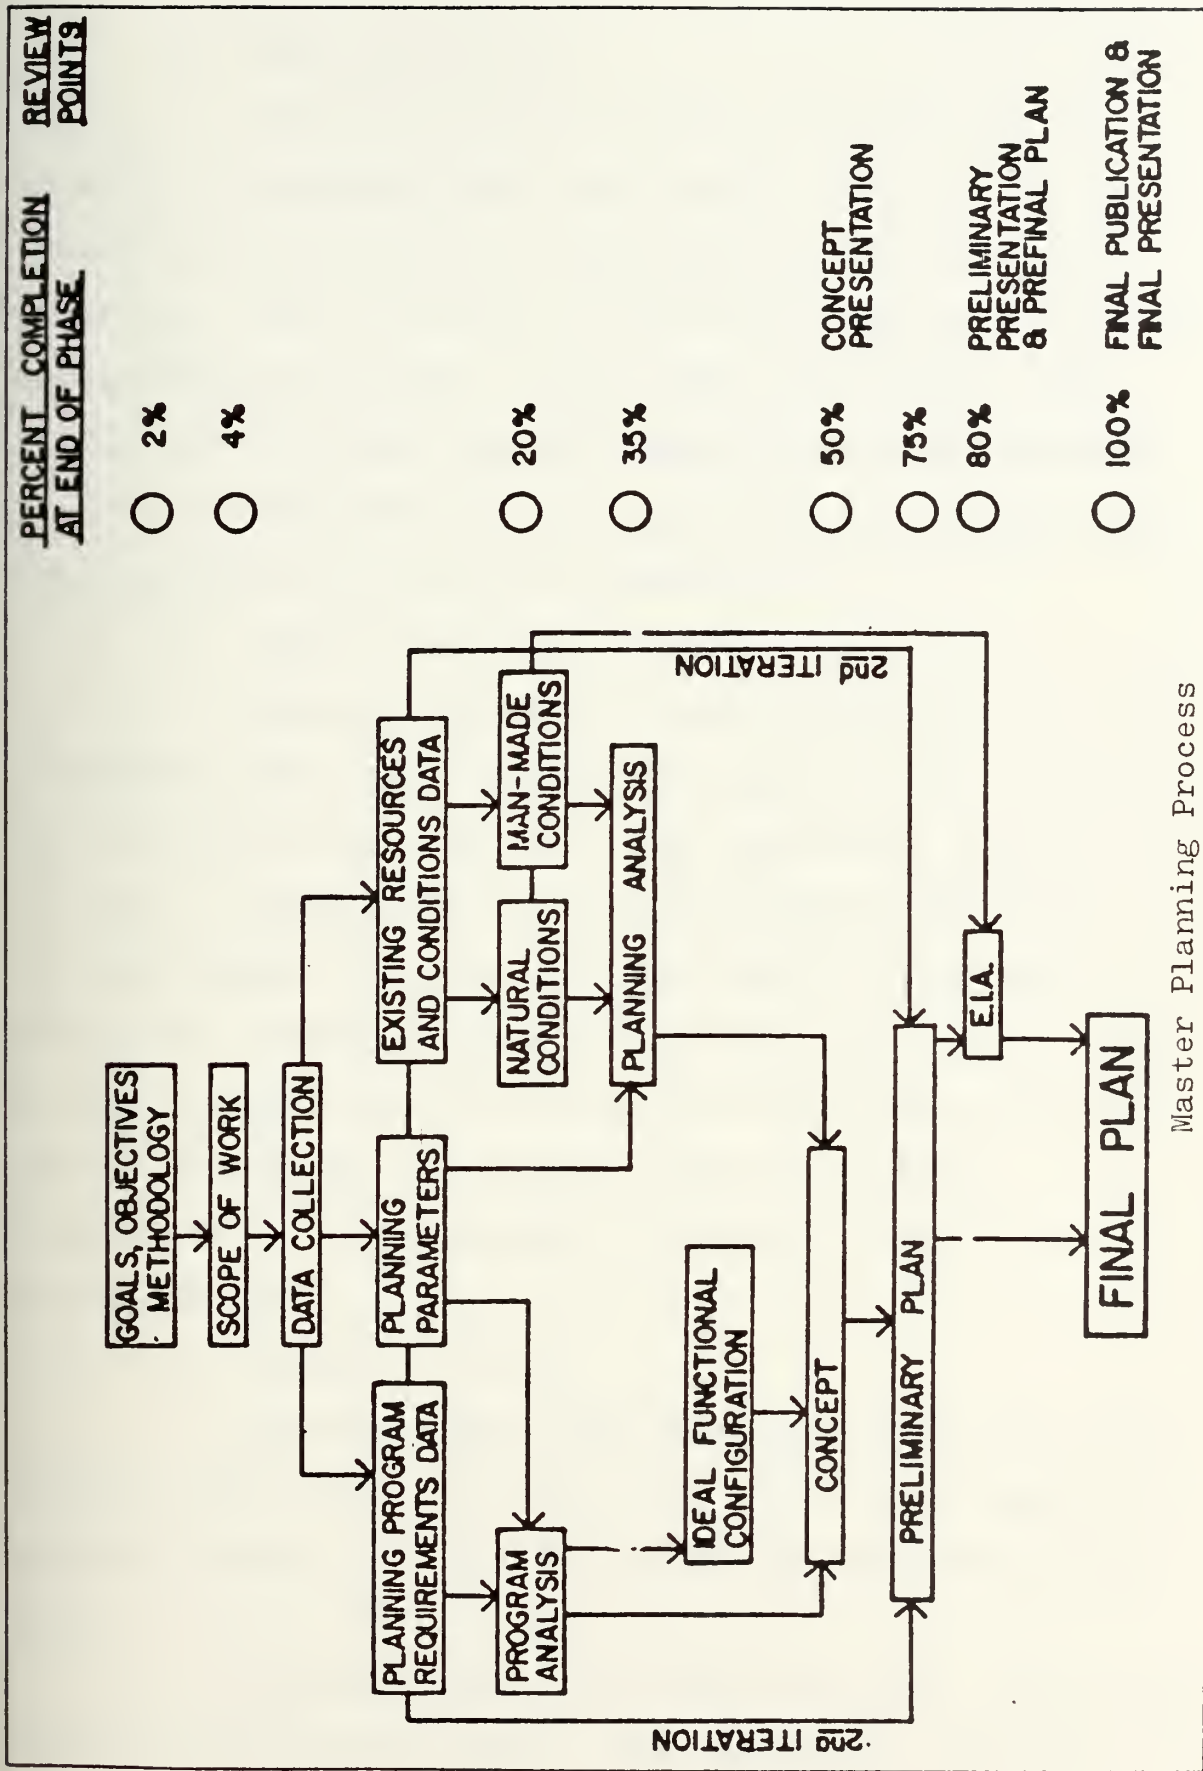 PERCENT COMPLETION
AT END OF PHASE
REVIEW
POINTS
GOALS, OBJECTIVES
METHODOLOGY
2%
SCOPE OF WORK
4%
DATA COLLECTION
PLANNING PROGRAM
REQUIREMENTS DATA
PLANNING
PARAMETERS
EXISTING RESOURCES
AND CONDITIONS DATA
PROGRAM
ANALYSIS
NATURAL
CONDITIONS
MAN-MADE
CONDITIONS
20%
PLANNING ANALYSIS
35%
IDEAL FUNCTIONAL
CONFIGURATION
2nd ITERATION
2nd ITERATION
CONCEPT
50%
CONCEPT
PRESENTATION
PRELIMINARY PLAN
75%
E.I.A.
80%
PRELIMINARY
PRESENTATION
& PREFINAL PLAN
FINAL PLAN
100%
FINAL PUBLICATION &
FINAL PRESENTATION
Master Planning Process